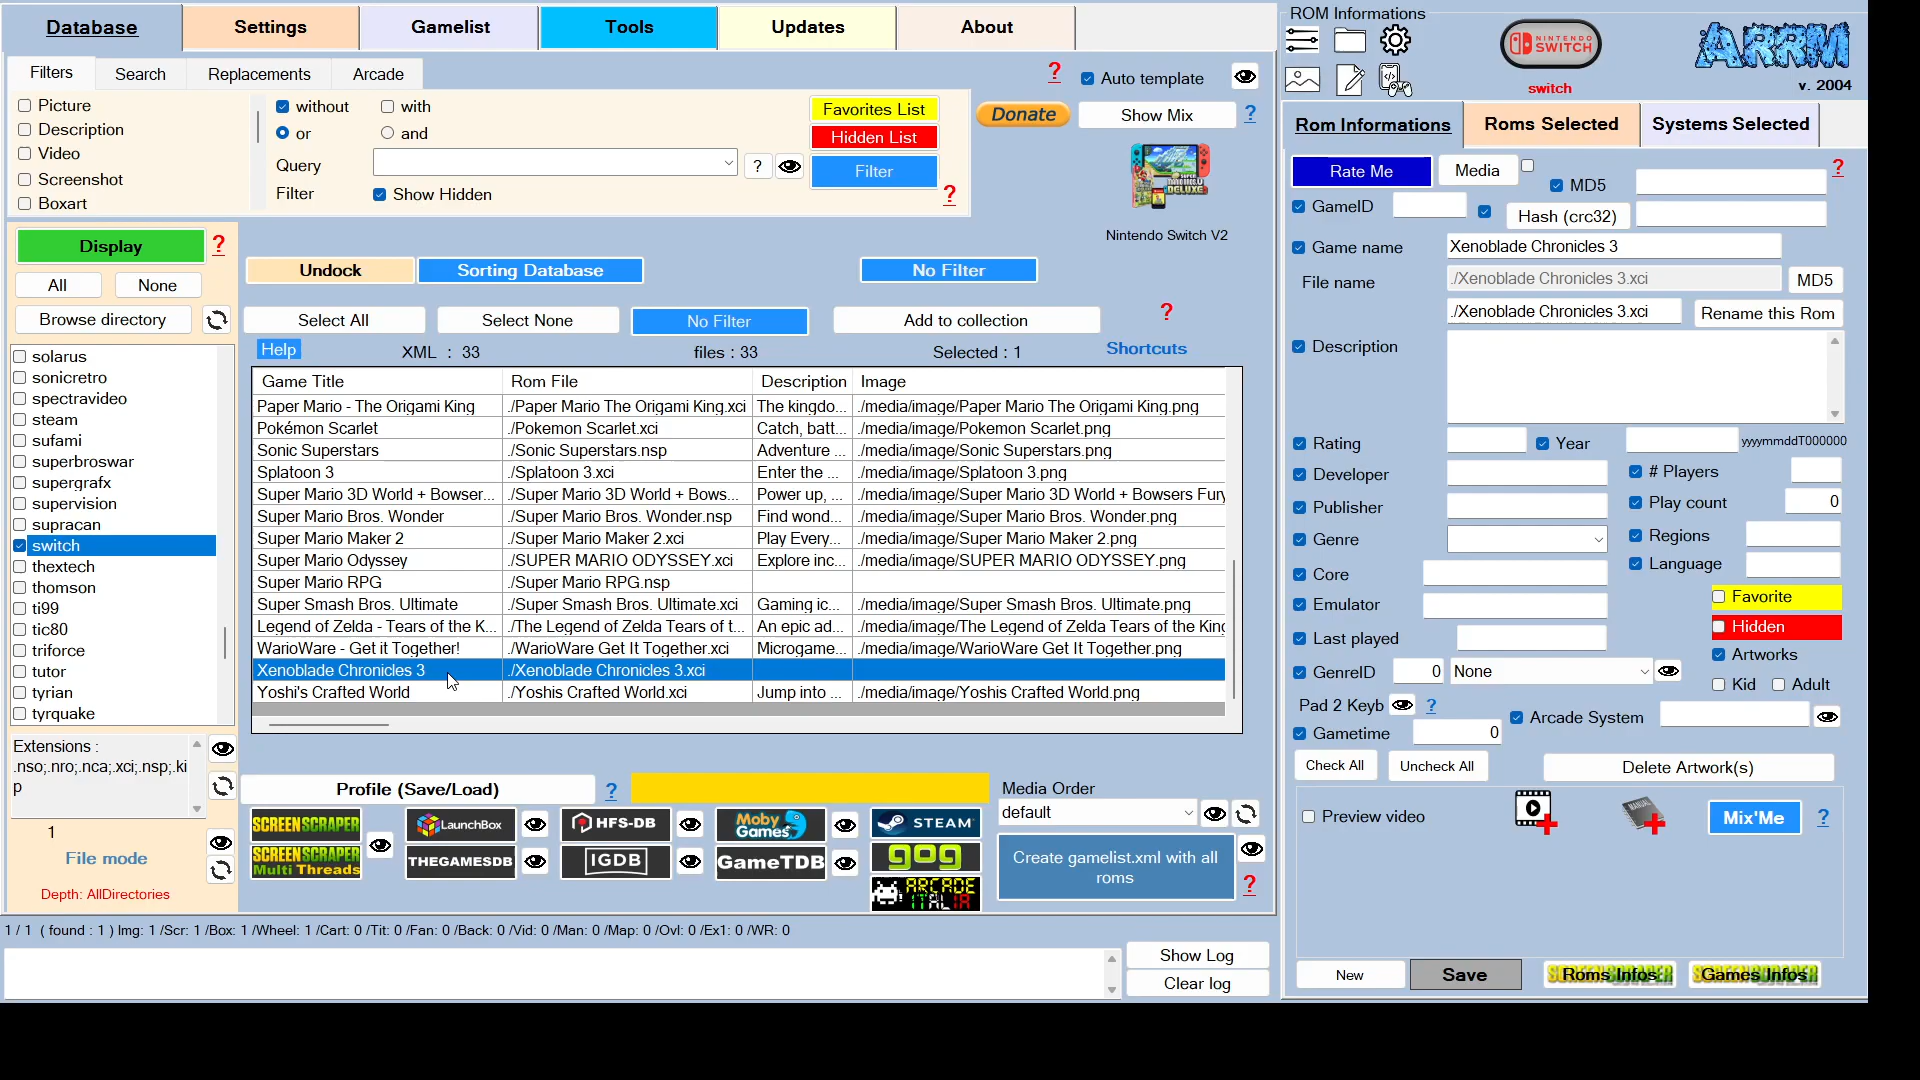 Database Settings Gamelist Tools Updates About
Filters Search Replacements Arcade
Picture
Description
Video
Screenshot
Boxart
without with
or and
Query
Filter Show Hidden
Favorites List
Hidden List
Filter
?
?
? Auto template
Donate Show Mix ?
Nintendo Switch V2
Display ?
All None
Browse directory
solarus
sonicretro
spectravideo
steam
sufami
superbroswar
supergrafx
supervision
supracan
switch
thextech
thomson
ti99
tic80
triforce
tutor
tyrian
tyrquake
Extensions :
.nso;.nro;.nca;.xci;.nsp;.ki
p
1
File mode
Depth: AllDirectories
Undock Sorting Database No Filter
Select All Select None No Filter Add to collection ?
Help XML : 33 files : 33 Selected : 1 Shortcuts
Game Title Rom File Description Image
Paper Mario - The Origami King ./Paper Mario The Origami King.xci The kingdo... ./media/image/Paper Mario The Origami King.png
Pokémon Scarlet ./Pokemon Scarlet.xci Catch, batt... ./media/image/Pokemon Scarlet.png
Sonic Superstars ./Sonic Superstars.nsp Adventure ... ./media/image/Sonic Superstars.png
Splatoon 3 ./Splatoon 3.xci Enter the ... ./media/image/Splatoon 3.png
Super Mario 3D World + Bowser... ./Super Mario 3D World + Bows... Power up, ... ./media/image/Super Mario 3D World + Bowsers Fury
Super Mario Bros. Wonder ./Super Mario Bros. Wonder.nsp Find wond... ./media/image/Super Mario Bros. Wonder.png
Super Mario Maker 2 ./Super Mario Maker 2.xci Play Every... ./media/image/Super Mario Maker 2.png
Super Mario Odyssey ./SUPER MARIO ODYSSEY.xci Explore inc... ./media/image/SUPER MARIO ODYSSEY.png
Super Mario RPG ./Super Mario RPG.nsp
Super Smash Bros. Ultimate ./Super Smash Bros. Ultimate.xci Gaming ic... ./media/image/Super Smash Bros. Ultimate.png
Legend of Zelda - Tears of the K... ./The Legend of Zelda Tears of t... An epic ad... ./media/image/The Legend of Zelda Tears of the King
WarioWare - Get it Together! ./WarioWare Get It Together.xci Microgame... ./media/image/WarioWare Get It Together.png
Xenoblade Chronicles 3 ./Xenoblade Chronicles 3.xci
Yoshi's Crafted World ./Yoshis Crafted World.xci Jump into ... ./media/image/Yoshis Crafted World.png
Profile (Save/Load) ?
SCREENSCRAPER LaunchBox HFS-DB Moby Games STEAM
SCREENSCRAPER Multi Threads THEGAMESDB IGDB GameTDB gog
ARCADE ITALIA
Media Order
default
Create gamelist.xml with all
roms
?
1 / 1 ( found : 1 ) Img: 1 /Scr: 1 /Box: 1 /Wheel: 1 /Cart: 0 /Tit: 0 /Fan: 0 /Back: 0 /Vid: 0 /Man: 0 /Map: 0 /Ovl: 0 /Ex1: 0 /WR: 0
Show Log
Clear log
ROM Informations
NINTENDO SWITCH
switch
ARRM
v. 2004
Rom Informations Roms Selected Systems Selected
Rate Me Media MD5 ?
GameID Hash (crc32)
Game name Xenoblade Chronicles 3
File name ./Xenoblade Chronicles 3.xci MD5
./Xenoblade Chronicles 3.xci Rename this Rom
Description
Rating Year yyyymmddT000000
Developer # Players
Publisher Play count 0
Genre Regions
Core Language
Emulator Favorite
Last played Hidden
GenreID 0 None Artworks
Kid Adult
Pad 2 Keyb ? Arcade System
Gametime 0
Check All Uncheck All Delete Artwork(s)
Preview video MANUAL Mix'Me ?
New Save Roms Infos Games Infos